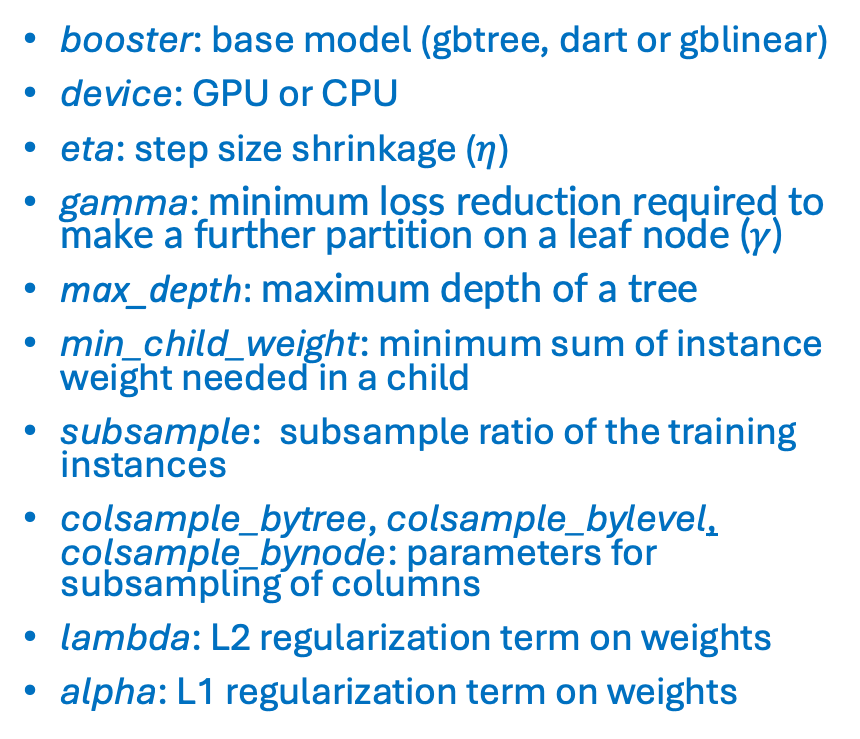 • booster: base model (gbtree, dart or gblinear)
• device: GPU or CPU
• eta: step size shrinkage (η)
• gamma: minimum loss reduction required to
make a further partition on a leaf node (γ)
• max_depth: maximum depth of a tree
• min_child_weight: minimum sum of instance
weight needed in a child
• subsample:  subsample ratio of the training
instances
• colsample_bytree, colsample_bylevel,
colsample_bynode: parameters for
subsampling of columns
• lambda: L2 regularization term on weights
• alpha: L1 regularization term on weights